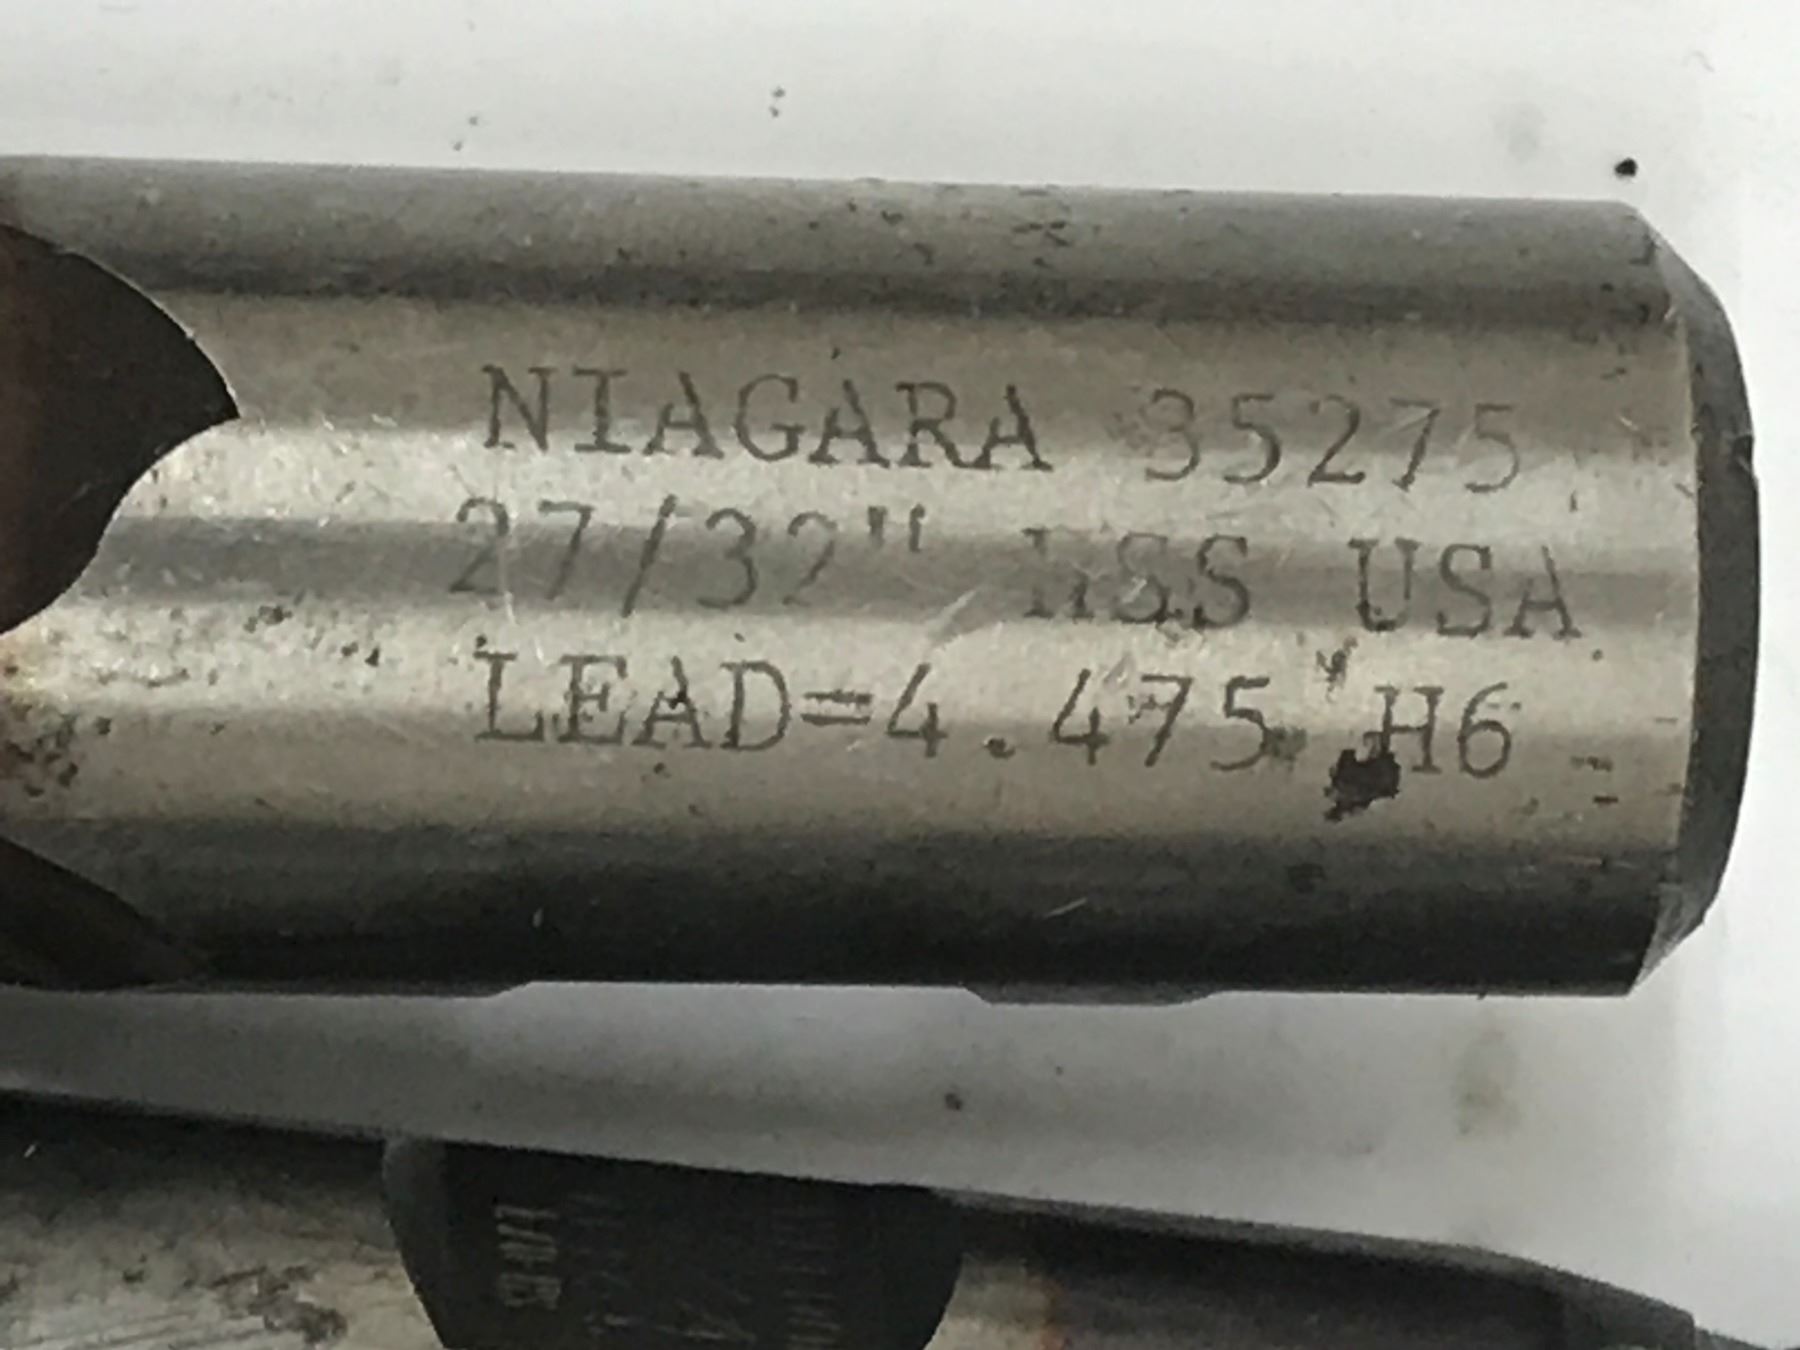 NIAGARA 35275
27/32" HSS USA
LEAD=4.475 H6